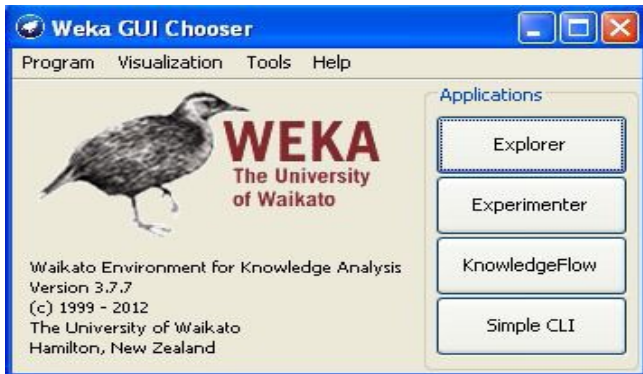 Weka GUI Chooser
Program Visualization Tools Help
WEKA
The University
of Waikato
Waikato Environment for Knowledge Analysis
Version 3.7.7
(c) 1999 - 2012
The University of Waikato
Hamilton, New Zealand
Applications
Explorer
Experimenter
KnowledgeFlow
Simple CLI